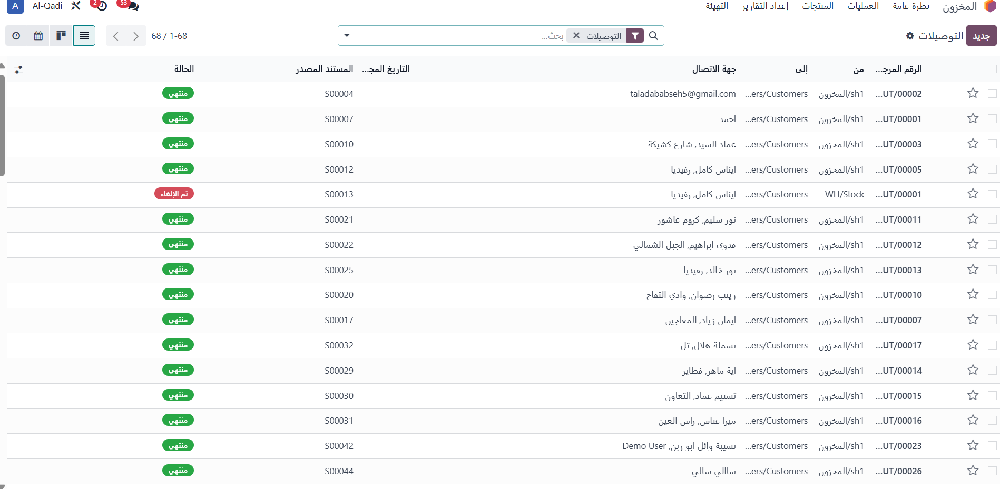 المخزون نظرة عامة العمليات المنتجات إعداد التقارير التهيئة 53 2 Al-Qadi A
جديد التوصيلات التوصيلات بحث... 68 / 1-68
الرقم المرجـ... من إلى جهة الاتصال التاريخ المجـ... المستند المصدر الحالة
...UT/00002 sh1/المخزون ...ers/Customers taladababseh5@gmail.com S00004 منتهي
...UT/00001 sh1/المخزون ...ers/Customers احمد S00007 منتهي
...UT/00003 sh1/المخزون ...ers/Customers عماد السيد, شارع كشيكة S00010 منتهي
...UT/00005 sh1/المخزون ...ers/Customers ايناس كامل, رفيديا S00012 منتهي
...UT/00001 WH/Stock ...ers/Customers ايناس كامل, رفيديا S00013 تم الإلغاء
...UT/00011 sh1/المخزون ...ers/Customers نور سليم, كروم عاشور S00021 منتهي
...UT/00012 sh1/المخزون ...ers/Customers فدوى ابراهيم, الجبل الشمالي S00022 منتهي
...UT/00013 sh1/المخزون ...ers/Customers نور خالد, رفيديا S00025 منتهي
...UT/00010 sh1/المخزون ...ers/Customers زينب رضوان, وادي التفاح S00020 منتهي
...UT/00007 sh1/المخزون ...ers/Customers ايمان زياد, المعاجين S00017 منتهي
...UT/00017 sh1/المخزون ...ers/Customers بسملة هلال, تل S00032 منتهي
...UT/00014 sh1/المخزون ...ers/Customers اية ماهر, فطاير S00029 منتهي
...UT/00015 sh1/المخزون ...ers/Customers تسنيم عماد, التعاون S00030 منتهي
...UT/00016 sh1/المخزون ...ers/Customers ميرا عباس, راس العين S00031 منتهي
...UT/00023 sh1/المخزون ...ers/Customers نسيبة وائل ابو زبن, Demo User S00042 منتهي
...UT/00026 sh1/المخزون ...ers/Customers ساالي سالي S00044 منتهي